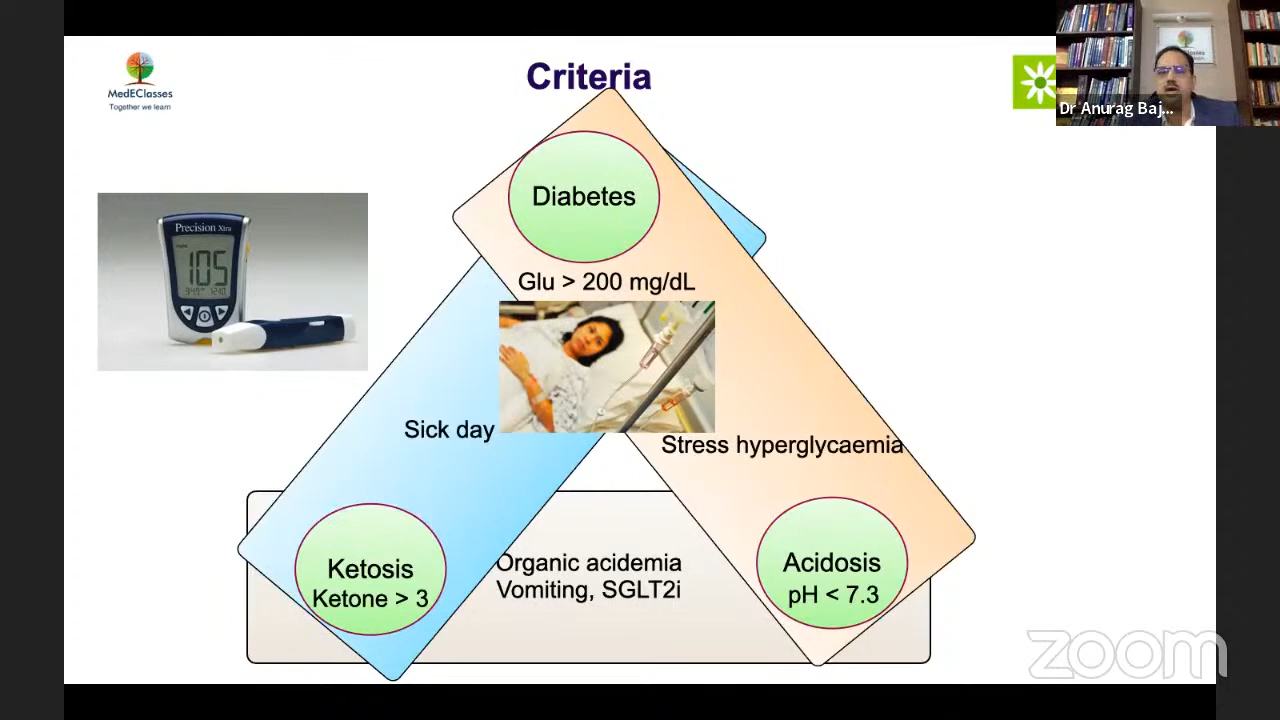 Criteria
MedEClasses
Together we learn
Dr Anurag Baj...
Diabetes
Glu > 200 mg/dL
Precision Xtra
105
Sick day
Stress hyperglycaemia
Ketosis
Ketone > 3
Organic acidemia
Vomiting, SGLT2i
Acidosis
pH < 7.3
zoom